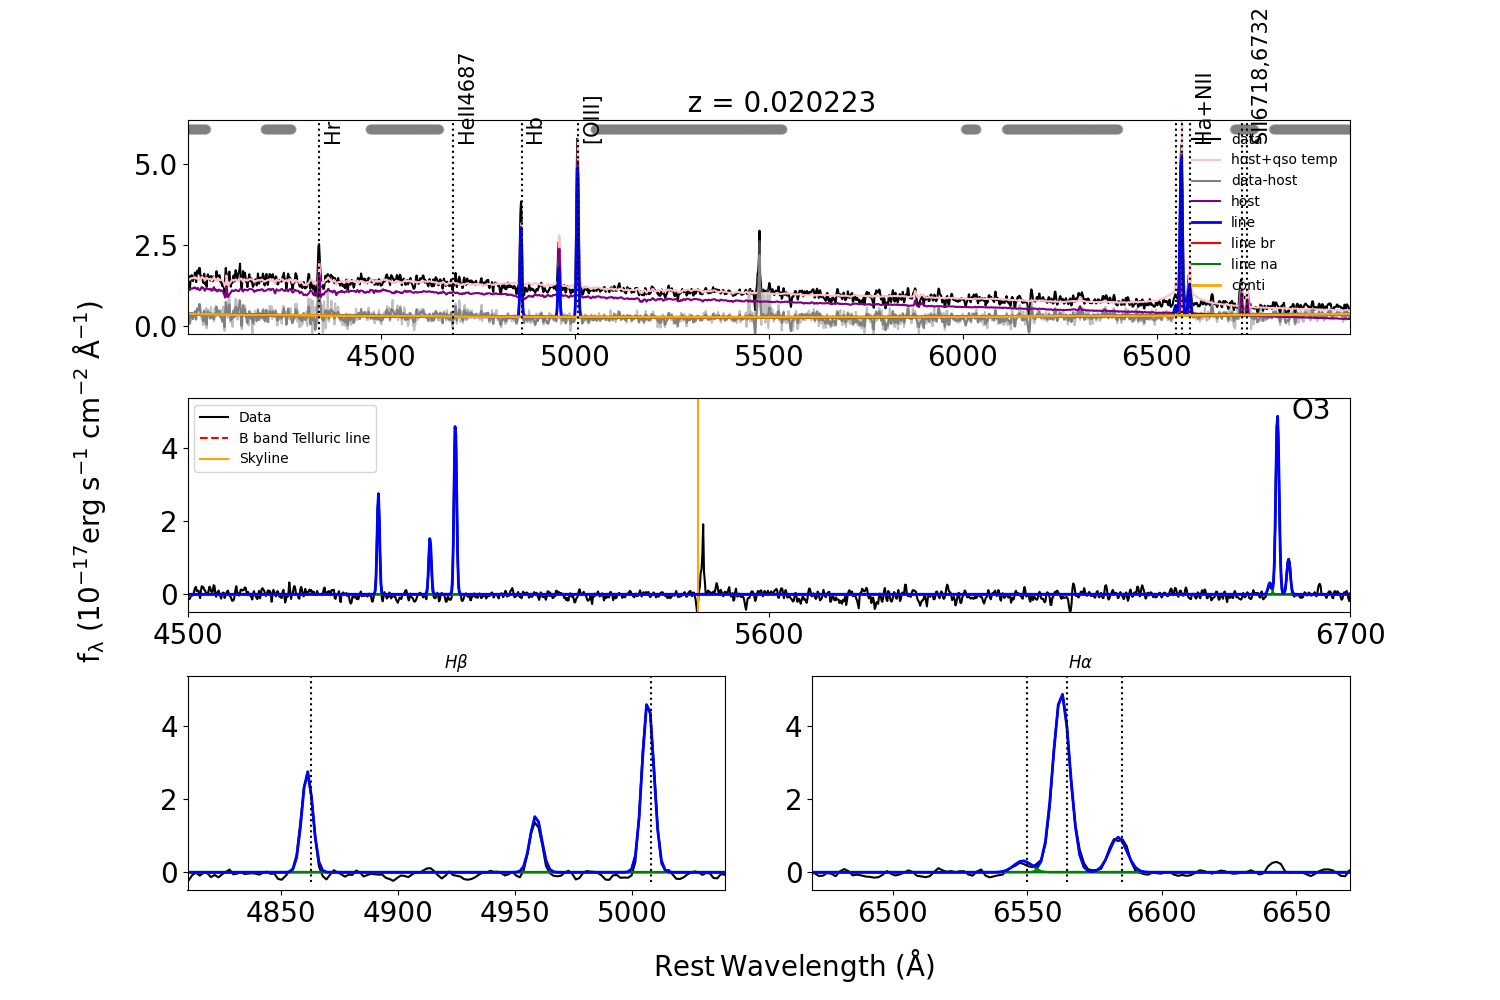 z = 0.020223
Hr
HeII4687
Hb
[OIII]
Ha+NII
SII6718,6732
5.0
2.5
0.0
data
host+qso temp
data-host
host
line
line br
line na
conti
4500
5000
5500
6000
6500
fλ (10⁻¹⁷erg s⁻¹ cm⁻² Å⁻¹)
Data
B band Telluric line
Skyline
O3
4
2
0
4500
5600
6700
Hβ
4
2
0
4850
4900
4950
5000
Hα
4
2
0
6500
6550
6600
6650
Rest Wavelength (Å)